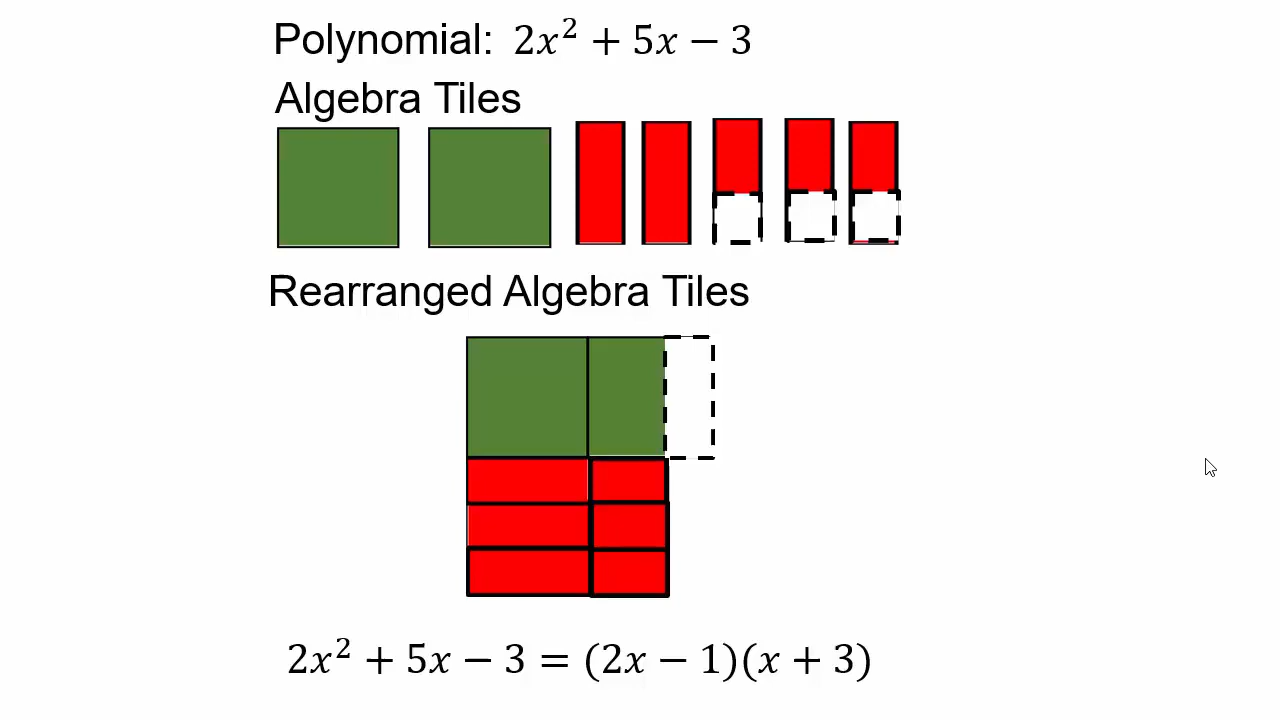 Polynomial: 2x² + 5x − 3
Algebra Tiles
Rearranged Algebra Tiles
2x² + 5x − 3 = (2x − 1)(x + 3)